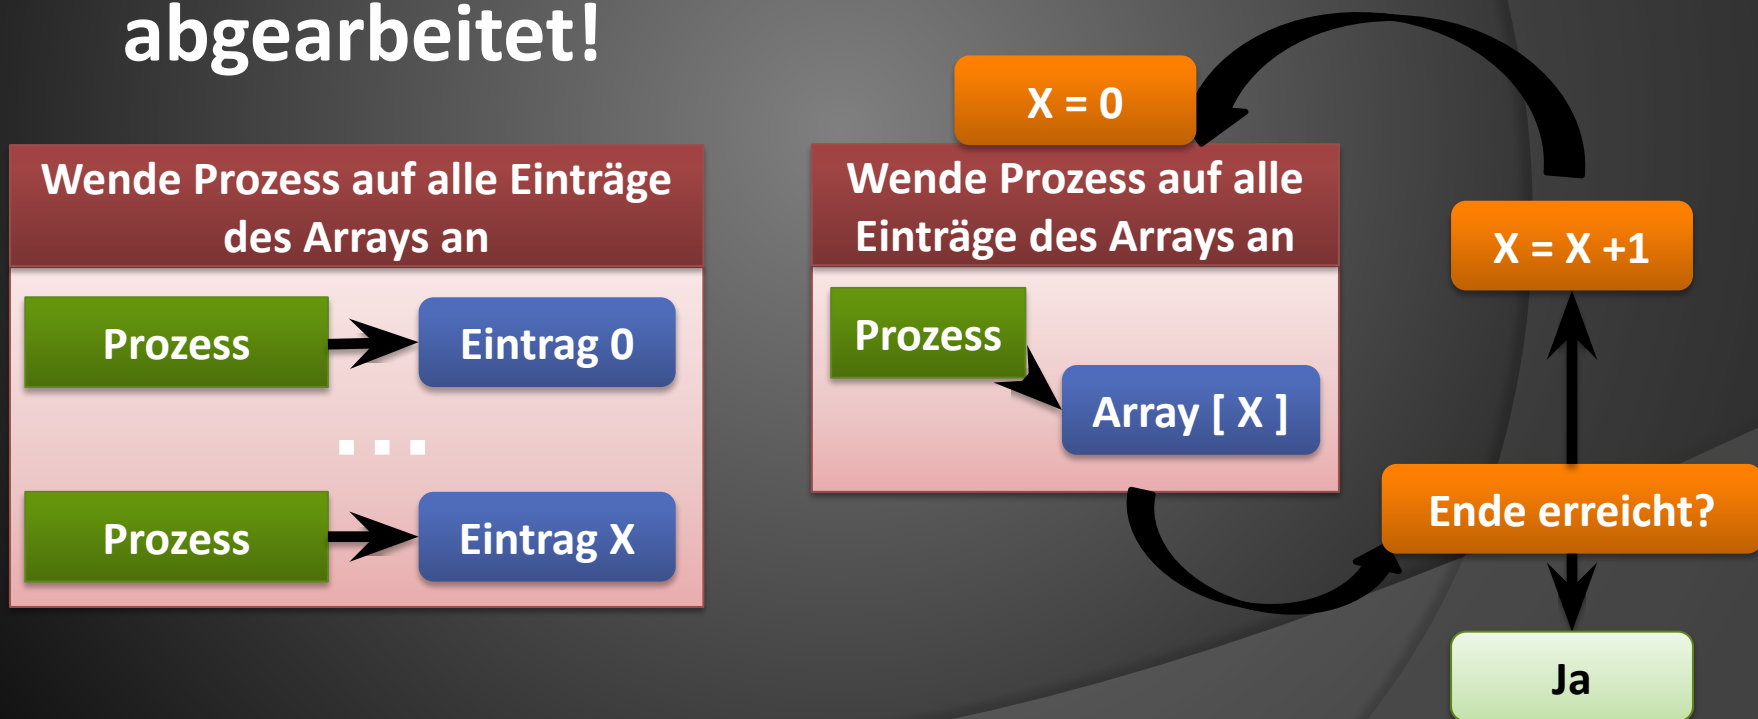 abgearbeitet!
Wende Prozess auf alle Einträge
des Arrays an
Prozess
Eintrag 0
...
Prozess
Eintrag X
X = 0
Wende Prozess auf alle
Einträge des Arrays an
Prozess
Array [ X ]
X = X +1
Ende erreicht?
Ja